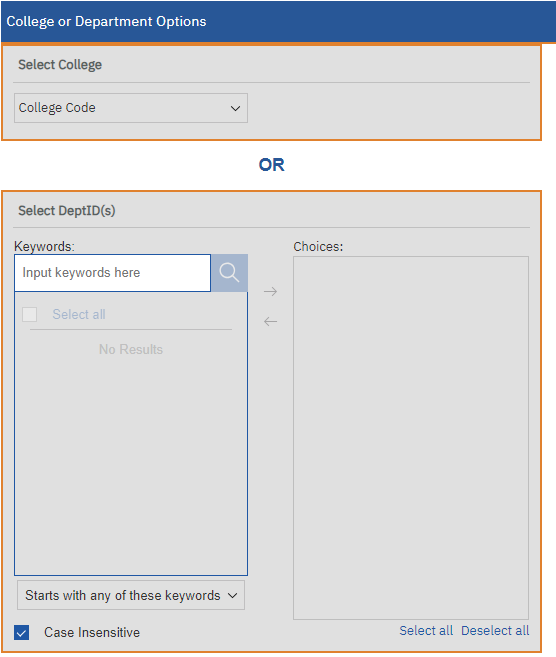 College or Department Options
Select College
College Code
OR
Select DeptID(s)
Keywords:
Input keywords here
Select all
No Results
Starts with any of these keywords
Case Insensitive
Choices:
Select all Deselect all